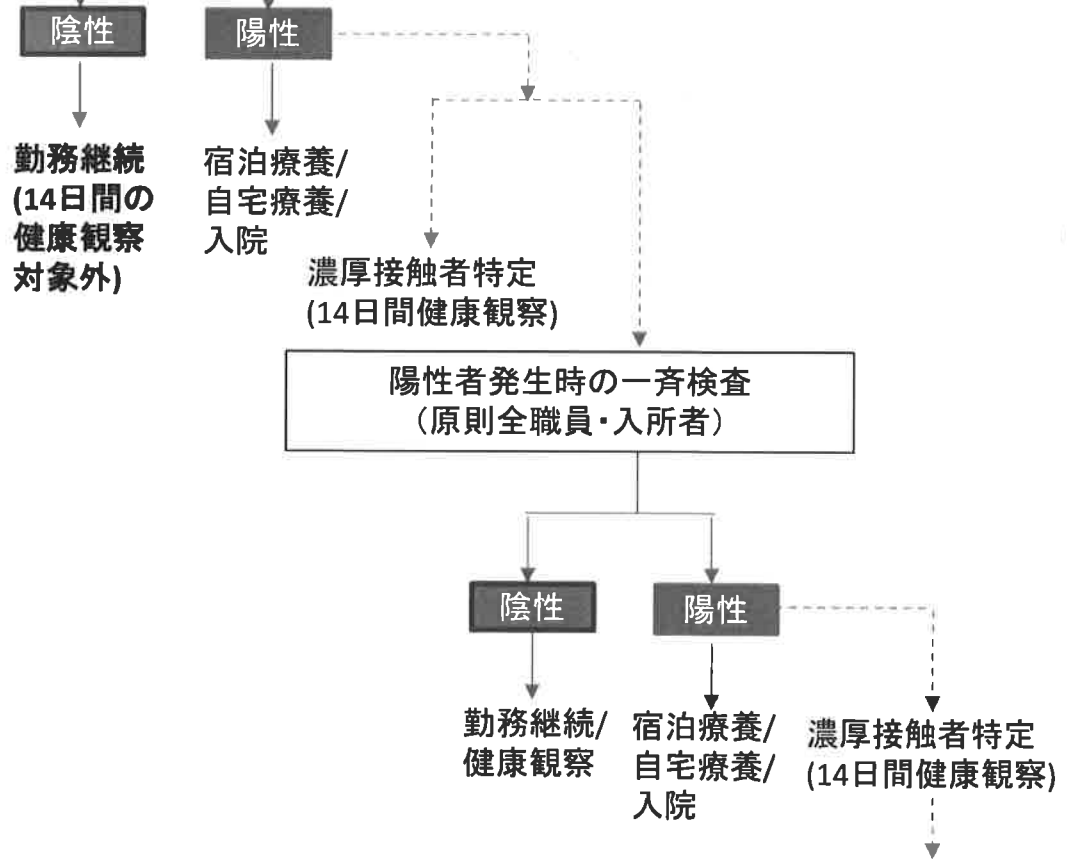 陰性
陽性
勤務継続
(14日間の
健康観察
対象外)
宿泊療養/
自宅療養/
入院
濃厚接触者特定
(14日間健康観察)
陽性者発生時の一斉検査
（原則全職員・入所者）
陰性
陽性
勤務継続/
健康観察
宿泊療養/
自宅療養/
入院
濃厚接触者特定
(14日間健康観察)